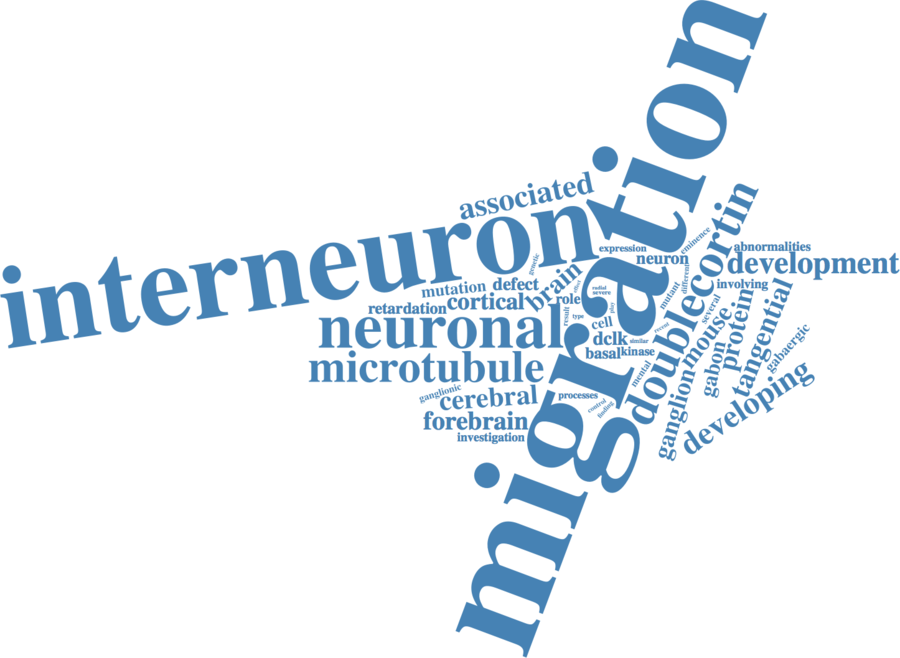 migration
interneuron
associated
expression
eminence
neuron
doublecortin
abnormalities
development
involving
genetic
brain
effect
defect
mutation
retardation
cortical
role
radial
severe
different
mutant
several
result
type
play
cell
recent
neuronal
dclk
similar
basal
kinase
mouse
protein
tangential
gabaergic
microtubule
mental
gabon
ganglion
developing
ganglionic
cerebral
processes
control
finding
forebrain
investigation